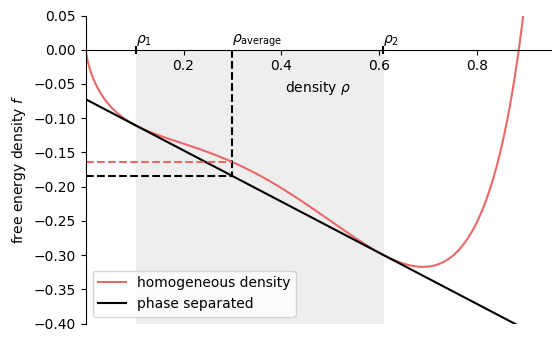 0.05
ρ1 ρaverage ρ2
0.00
0.2 0.4 0.6 0.8
−0.05
density ρ
−0.10
−0.15
−0.20
−0.25
−0.30
−0.35
−0.40
free energy density f
homogeneous density
phase separated